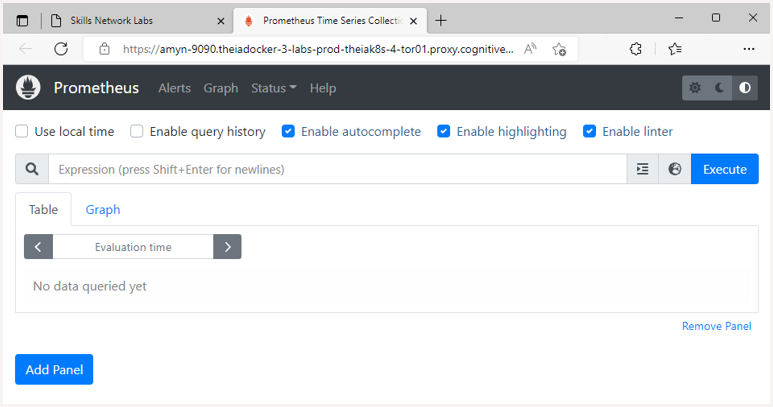 Skills Network Labs
Prometheus Time Series Collecti
https://amyn-9090.theiadocker-3-labs-prod-theiak8s-4-tor01.proxy.cognitive...
Prometheus Alerts Graph Status Help
Use local time Enable query history Enable autocomplete Enable highlighting Enable linter
Expression (press Shift+Enter for newlines) Execute
Table Graph
Evaluation time
No data queried yet
Remove Panel
Add Panel